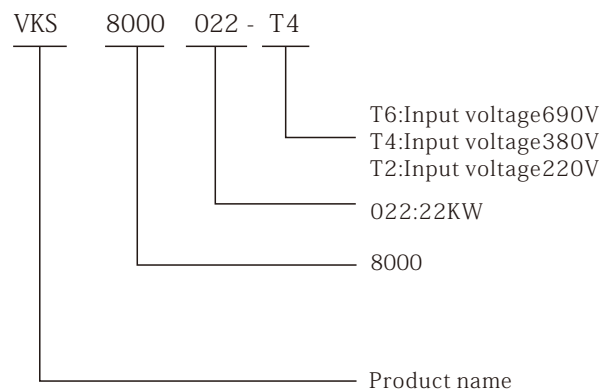 VKS 8000 022 - T4
T6:Input voltage690V
T4:Input voltage380V
T2:Input voltage220V
022:22KW
8000
Product name